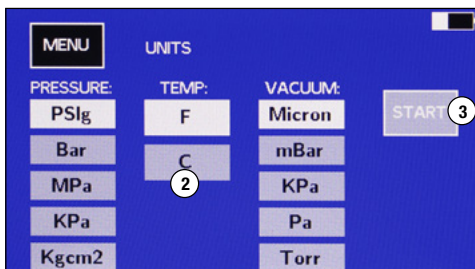 MENU UNITS
PRESSURE: TEMP: VACUUM:
PSIg F Micron START 3
Bar C mBar
MPa 2 KPa
KPa Pa
Kgcm2 Torr